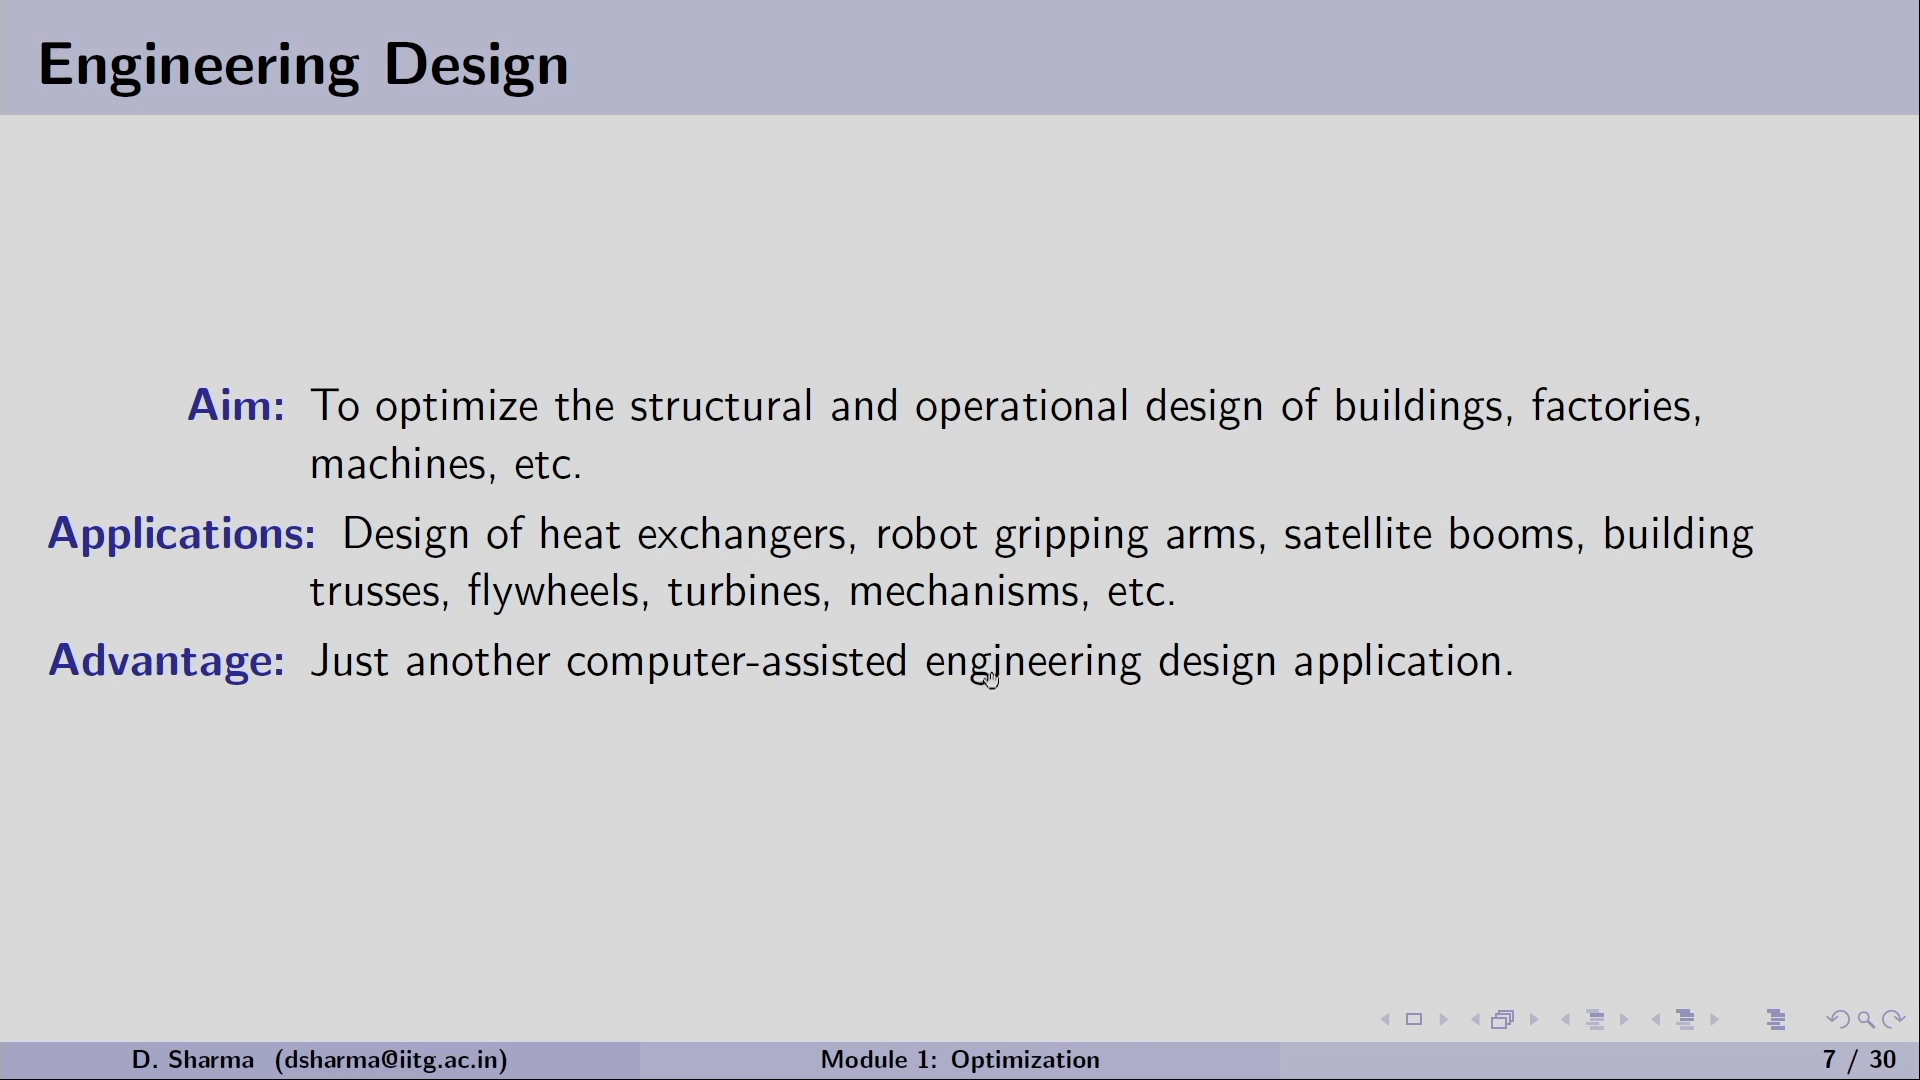 Engineering Design
Aim: To optimize the structural and operational design of buildings, factories,
machines, etc.
Applications: Design of heat exchangers, robot gripping arms, satellite booms, building
trusses, flywheels, turbines, mechanisms, etc.
Advantage: Just another computer-assisted engineering design application.
D. Sharma (dsharma@iitg.ac.in)
Module 1: Optimization
7 / 30